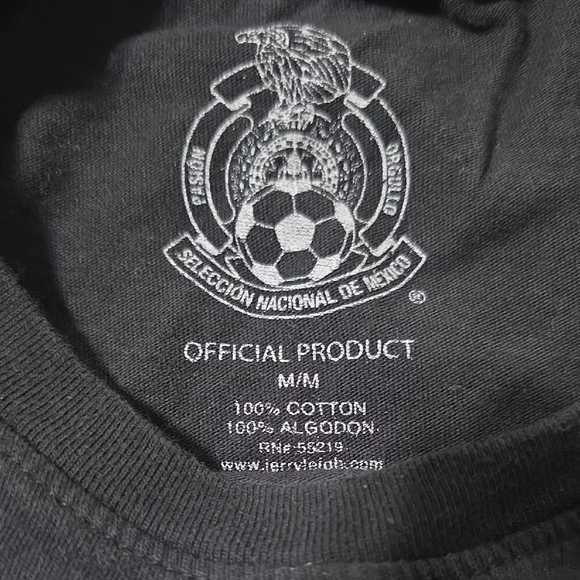 PASIÓN
ORGULLO
SELECCIÓN NACIONAL DE MÉXICO
®
OFFICIAL PRODUCT
M/M
100% COTTON
100% ALGODON
RN# 55219
www.jerryleigh.com